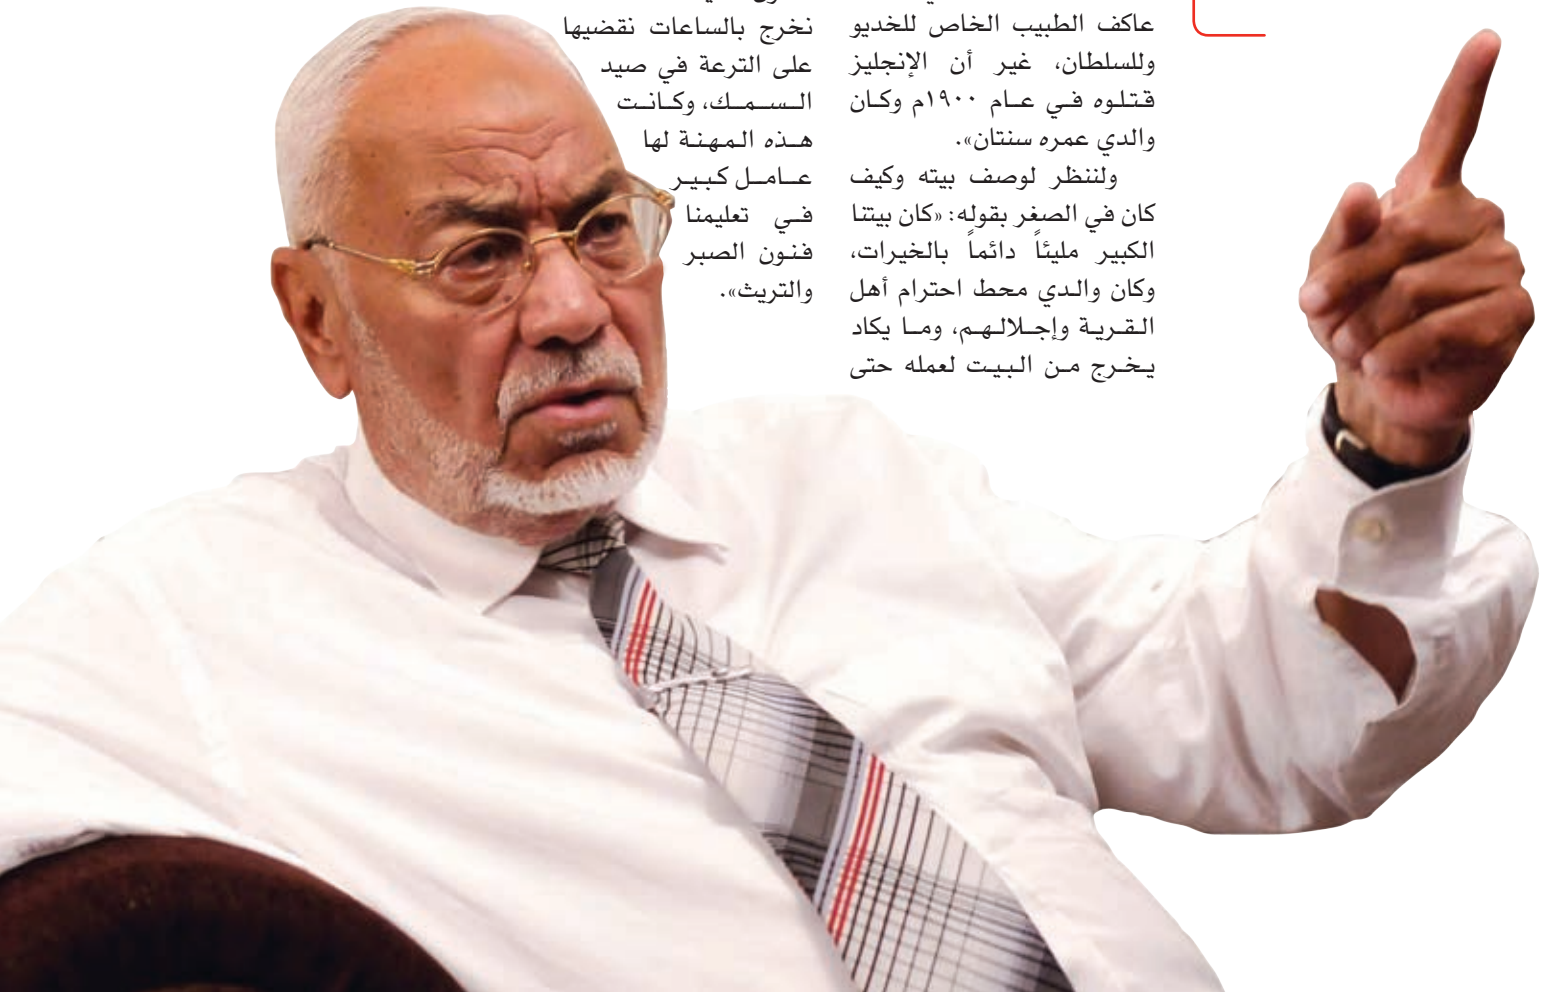 عاكف الطبيب الخاص للخديو
وللسلطان، غير أن الإنجليز
قتلوه في عام ١٩٠٠م وكان
والدي عمره سنتان».
ولننظر لوصف بيته وكيف
كان في الصغر بقوله: «كان بيتنا
الكبير مليئاً دائماً بالخيرات،
وكان والدي محط احترام أهل
القرية وإجلالهم، وما يكاد
يخرج من البيت لعمله حتى
نخرج بالساعات نقضيها
على الترعة في صيد
السمك، وكانت
هذه المهنة لها
عامل كبير
في تعليمنا
فنون الصبر
والتريث».